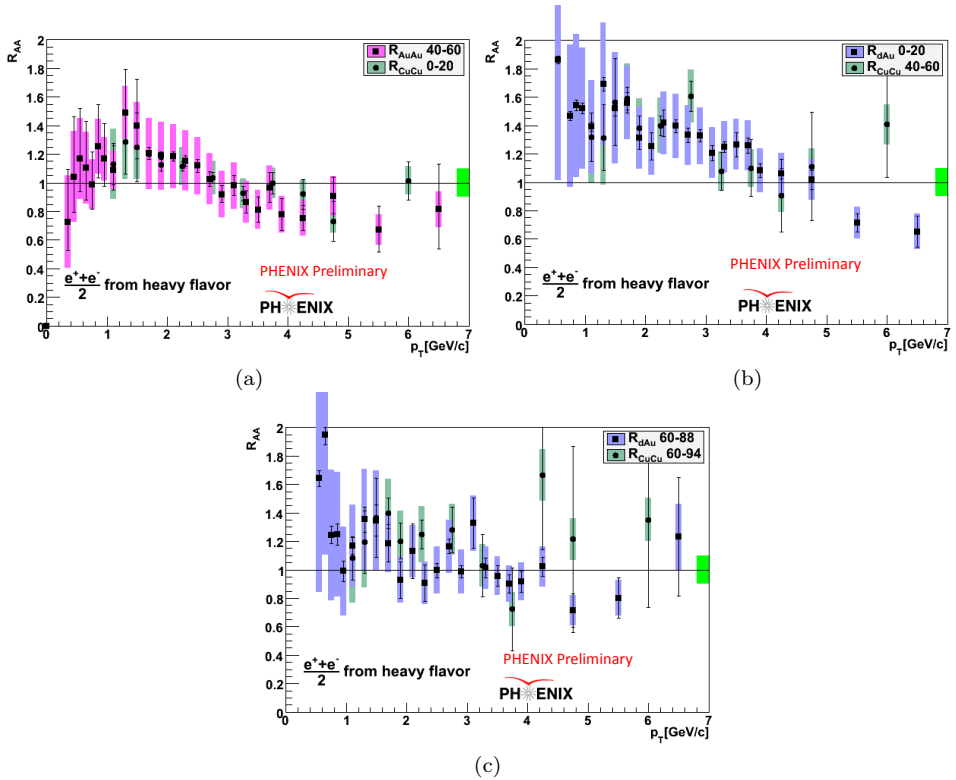 R_AA
2
1.8
1.6
1.4
1.2
1
0.8
0.6
0.4
0.2
0
R_AuAu 40-60
R_CuCu 0-20
PHENIX Preliminary
e⁺+e⁻
2
from heavy flavor
PH ENIX
0 1 2 3 4 5 6 7
p_T[GeV/c]
(a)
R_AA
2
1.8
1.6
1.4
1.2
1
0.8
0.6
0.4
0.2
0
R_dAu 0-20
R_CuCu 40-60
PHENIX Preliminary
e⁺+e⁻
2
from heavy flavor
PH ENIX
0 1 2 3 4 5 6 7
p_T[GeV/c]
(b)
R_AA
2
1.8
1.6
1.4
1.2
1
0.8
0.6
0.4
0.2
0
R_dAu 60-88
R_CuCu 60-94
PHENIX Preliminary
e⁺+e⁻
2
from heavy flavor
PH ENIX
0 1 2 3 4 5 6 7
p_T[GeV/c]
(c)